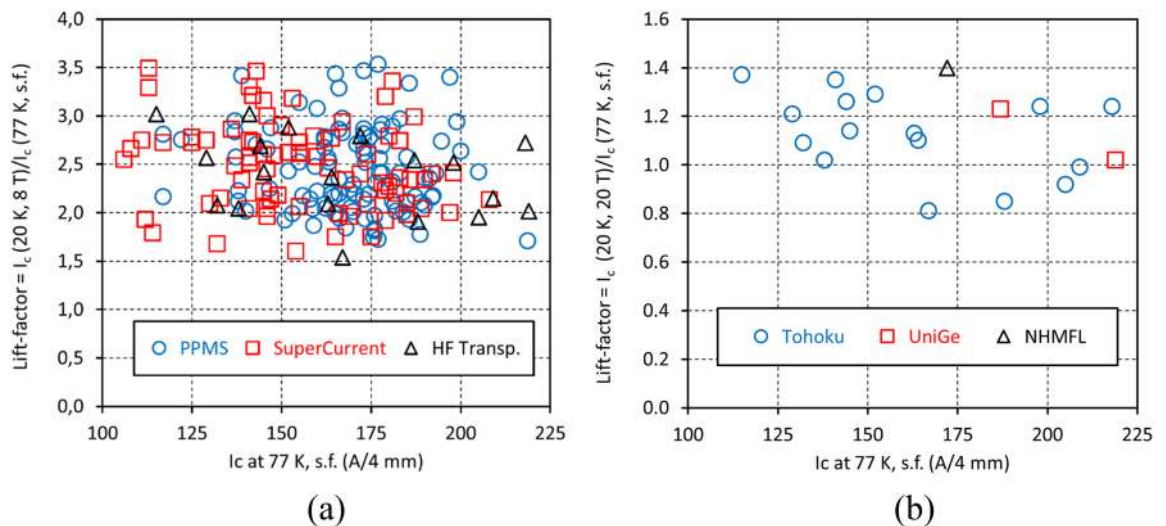 Lift-factor = Ic (20 K, 8 T)/Ic (77 K, s.f.)
4,0
3,5
3,0
2,5
2,0
1,5
1,0
0,5
0,0
PPMS SuperCurrent HF Transp.
100 125 150 175 200 225
Ic at 77 K, s.f. (A/4 mm)
(a)
Lift-factor = Ic (20 K, 20 T)/Ic (77 K, s.f.)
1.6
1.4
1.2
1.0
0.8
0.6
0.4
0.2
0.0
Tohoku UniGe NHMFL
100 125 150 175 200 225
Ic at 77 K, s.f. (A/4 mm)
(b)